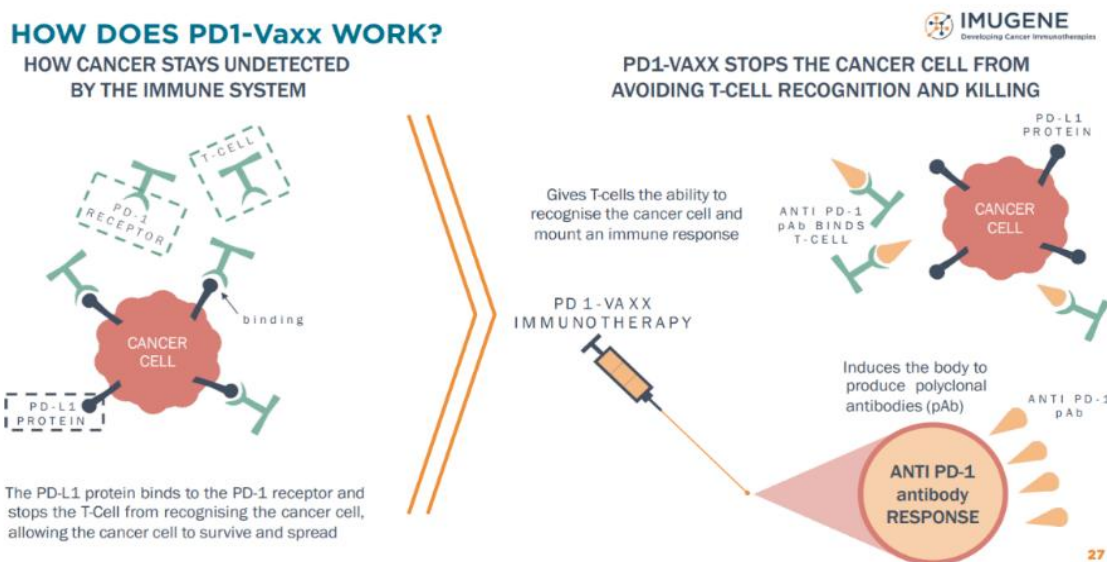 HOW DOES PD1-Vaxx WORK?
HOW CANCER STAYS UNDETECTED
BY THE IMMUNE SYSTEM
T-CELL
PD-1
RECEPTOR
binding
CANCER
CELL
PD-L1
PROTEIN
The PD-L1 protein binds to the PD-1 receptor and
stops the T-Cell from recognising the cancer cell,
allowing the cancer cell to survive and spread
IMUGENE
Developing Cancer Immunotherapies
PD1-VAXX STOPS THE CANCER CELL FROM
AVOIDING T-CELL RECOGNITION AND KILLING
PD-L1
PROTEIN
Gives T-cells the ability to
recognise the cancer cell and
mount an immune response
ANTI PD-1
pAb BINDS
T-CELL
CANCER
CELL
PD1-VAXX
IMMUNOTHERAPY
Induces the body to
produce polyclonal
antibodies (pAb)
ANTI PD-1
pAb
ANTI PD-1
antibody
RESPONSE
27